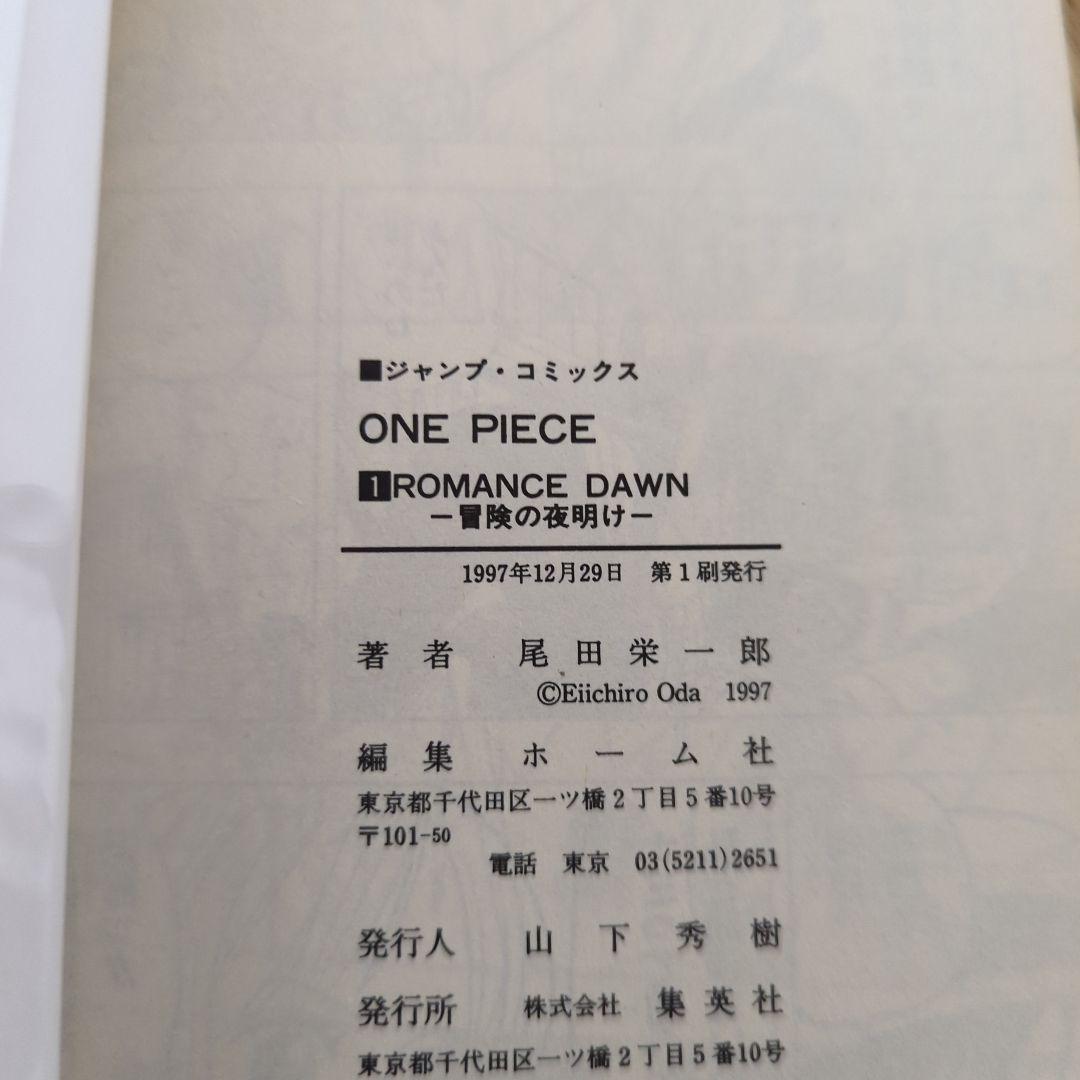 ■ジャンプ・コミックス
ONE PIECE
1ROMANCE DAWN
－冒険の夜明け－
1997年12月29日　第1刷発行
著者　尾田栄一郎
©Eiichiro Oda　1997
編集　ホーム社
東京都千代田区一ツ橋2丁目5番10号
〒101-50
電話　東京　03(5211)2651
発行人　山下秀樹
発行所　株式会社　集英社
東京都千代田区一ツ橋2丁目5番10号